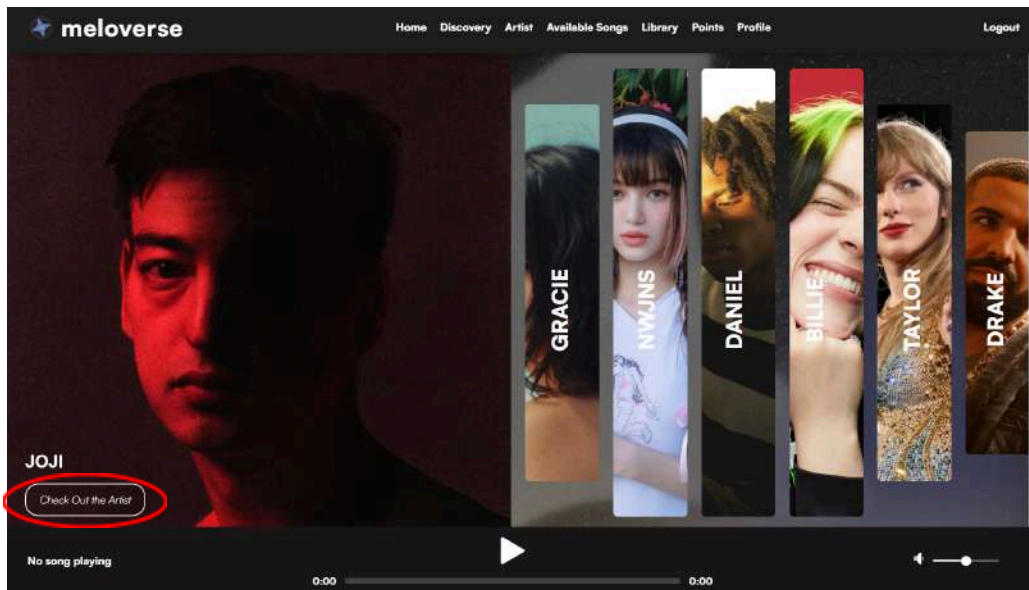 meloverse
Home Discovery Artist Available Songs Library Points Profile
Logout
GRACIE
NWJNS
DANIEL
BILLIE
TAYLOR
DRAKE
JOJI
Check Out the Artist
No song playing
0:00
0:00